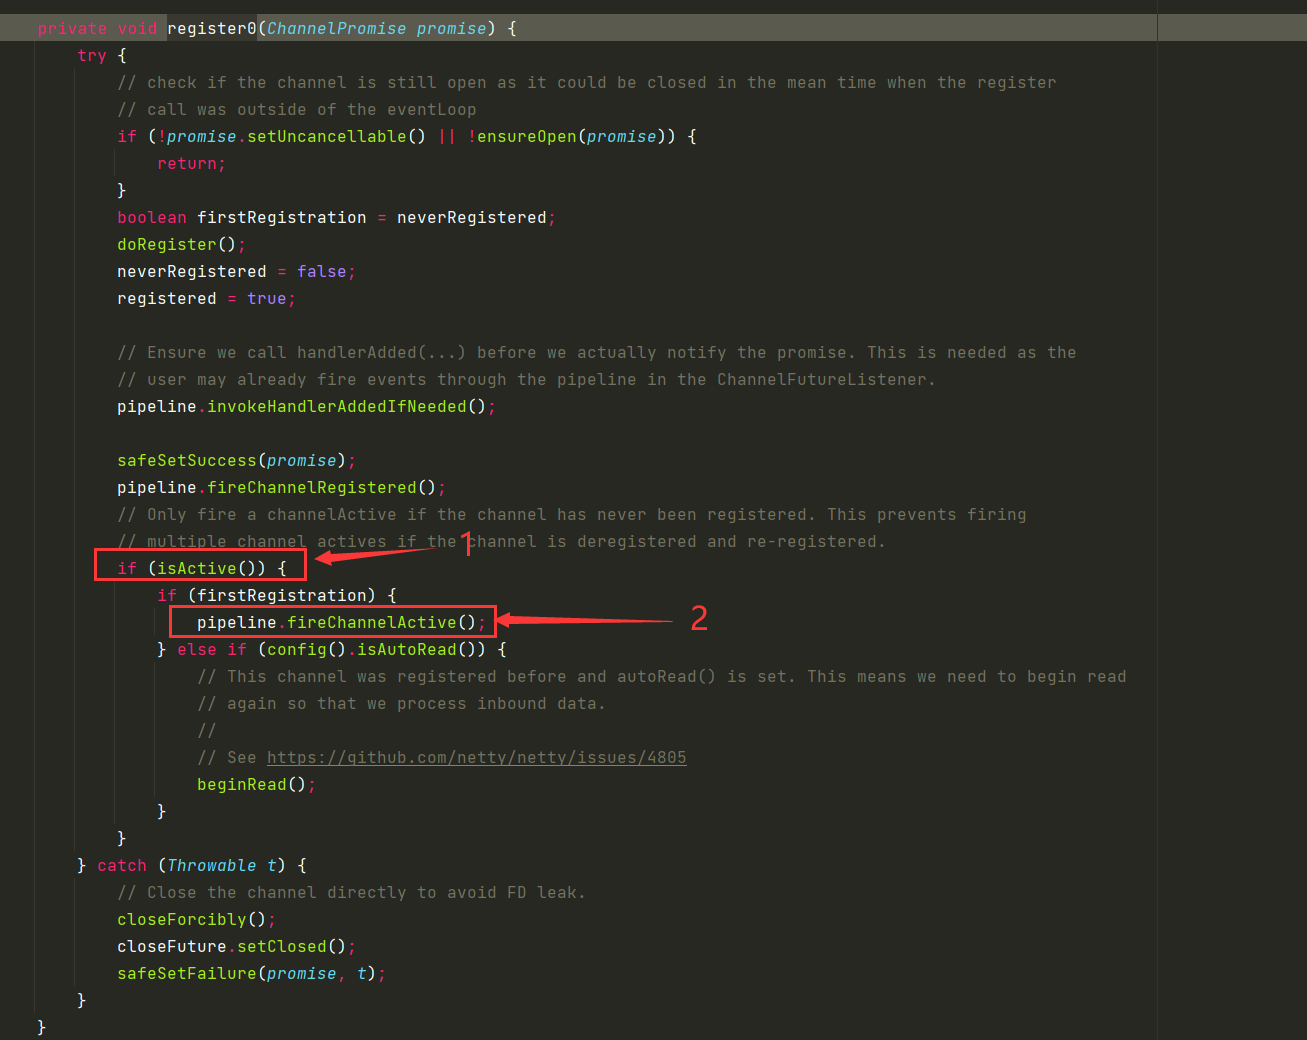 private void register0(ChannelPromise promise) {
try {
// check if the channel is still open as it could be closed in the mean time when the register
// call was outside of the eventLoop
if (!promise.setUncancellable() || !ensureOpen(promise)) {
return;
}
boolean firstRegistration = neverRegistered;
doRegister();
neverRegistered = false;
registered = true;
// Ensure we call handlerAdded(...) before we actually notify the promise. This is needed as the
// user may already fire events through the pipeline in the ChannelFutureListener.
pipeline.invokeHandlerAddedIfNeeded();
safeSetSuccess(promise);
pipeline.fireChannelRegistered();
// Only fire a channelActive if the channel has never been registered. This prevents firing
// multiple channel actives if the channel is deregistered and re-registered.
1
if (isActive()) {
if (firstRegistration) {
pipeline.fireChannelActive();
2
} else if (config().isAutoRead()) {
// This channel was registered before and autoRead() is set. This means we need to begin read
// again so that we process inbound data.
//
// See https://github.com/netty/netty/issues/4805
beginRead();
}
}
} catch (Throwable t) {
// Close the channel directly to avoid FD leak.
closeForcibly();
closeFuture.setClosed();
safeSetFailure(promise, t);
}
}